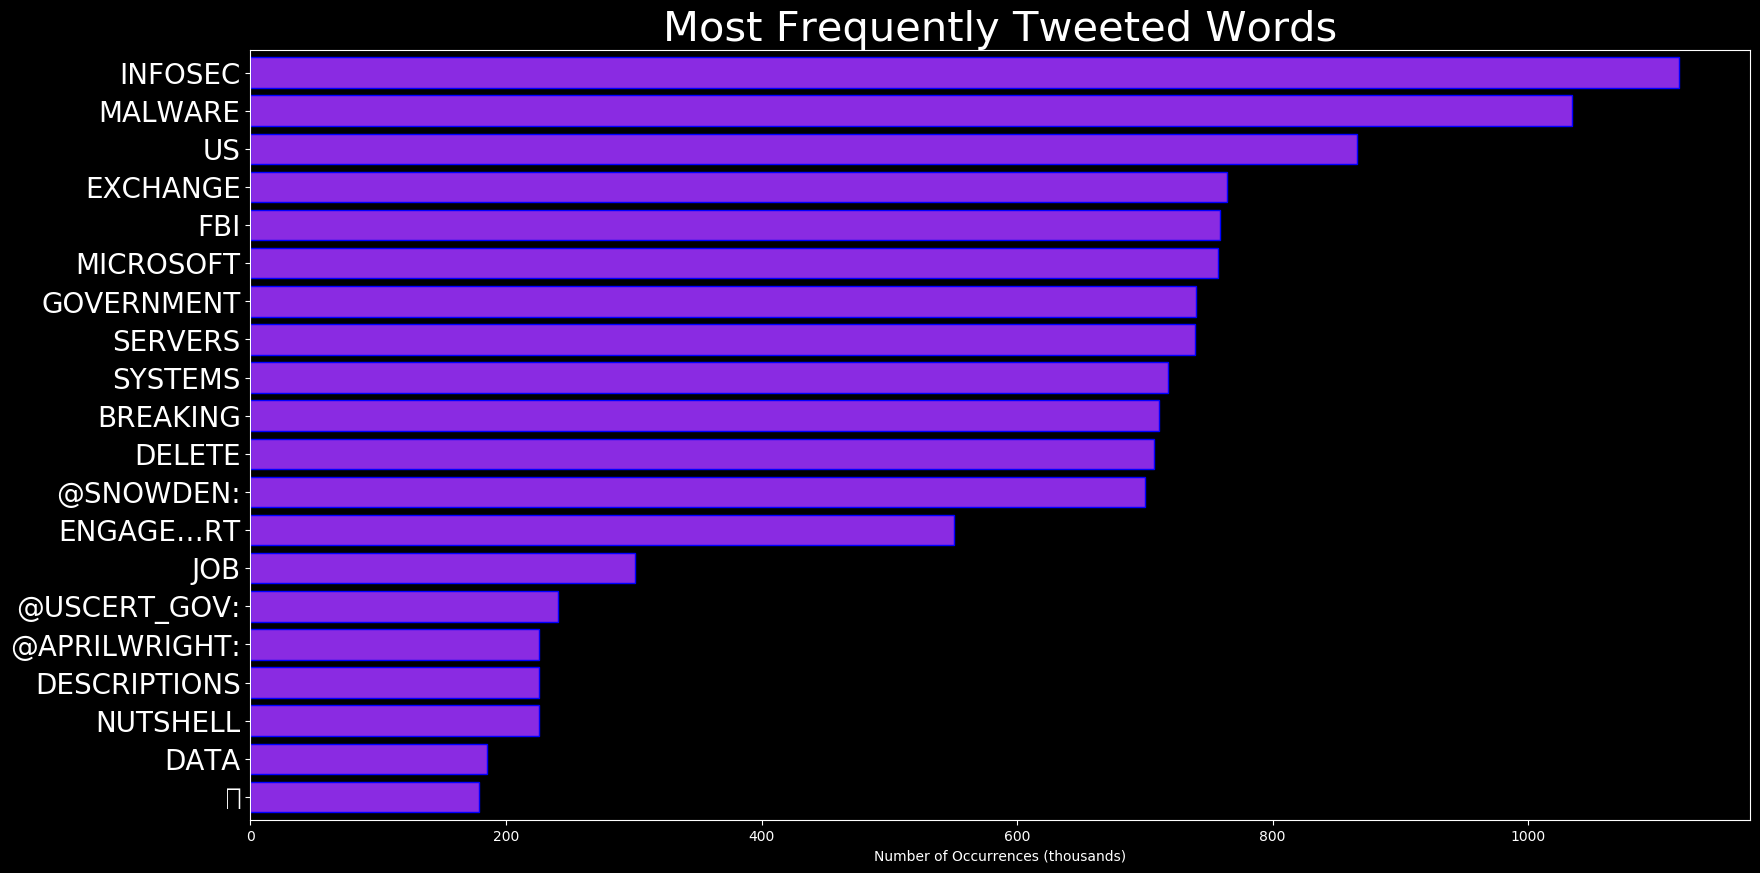 Most Frequently Tweeted Words
INFOSEC
MALWARE
US
EXCHANGE
FBI
MICROSOFT
GOVERNMENT
SERVERS
SYSTEMS
BREAKING
DELETE
@SNOWDEN:
ENGAGE...RT
JOB
@USCERT_GOV:
@APRILWRIGHT:
DESCRIPTIONS
NUTSHELL
DATA
0 200 400 600 800 1000
Number of Occurrences (thousands)